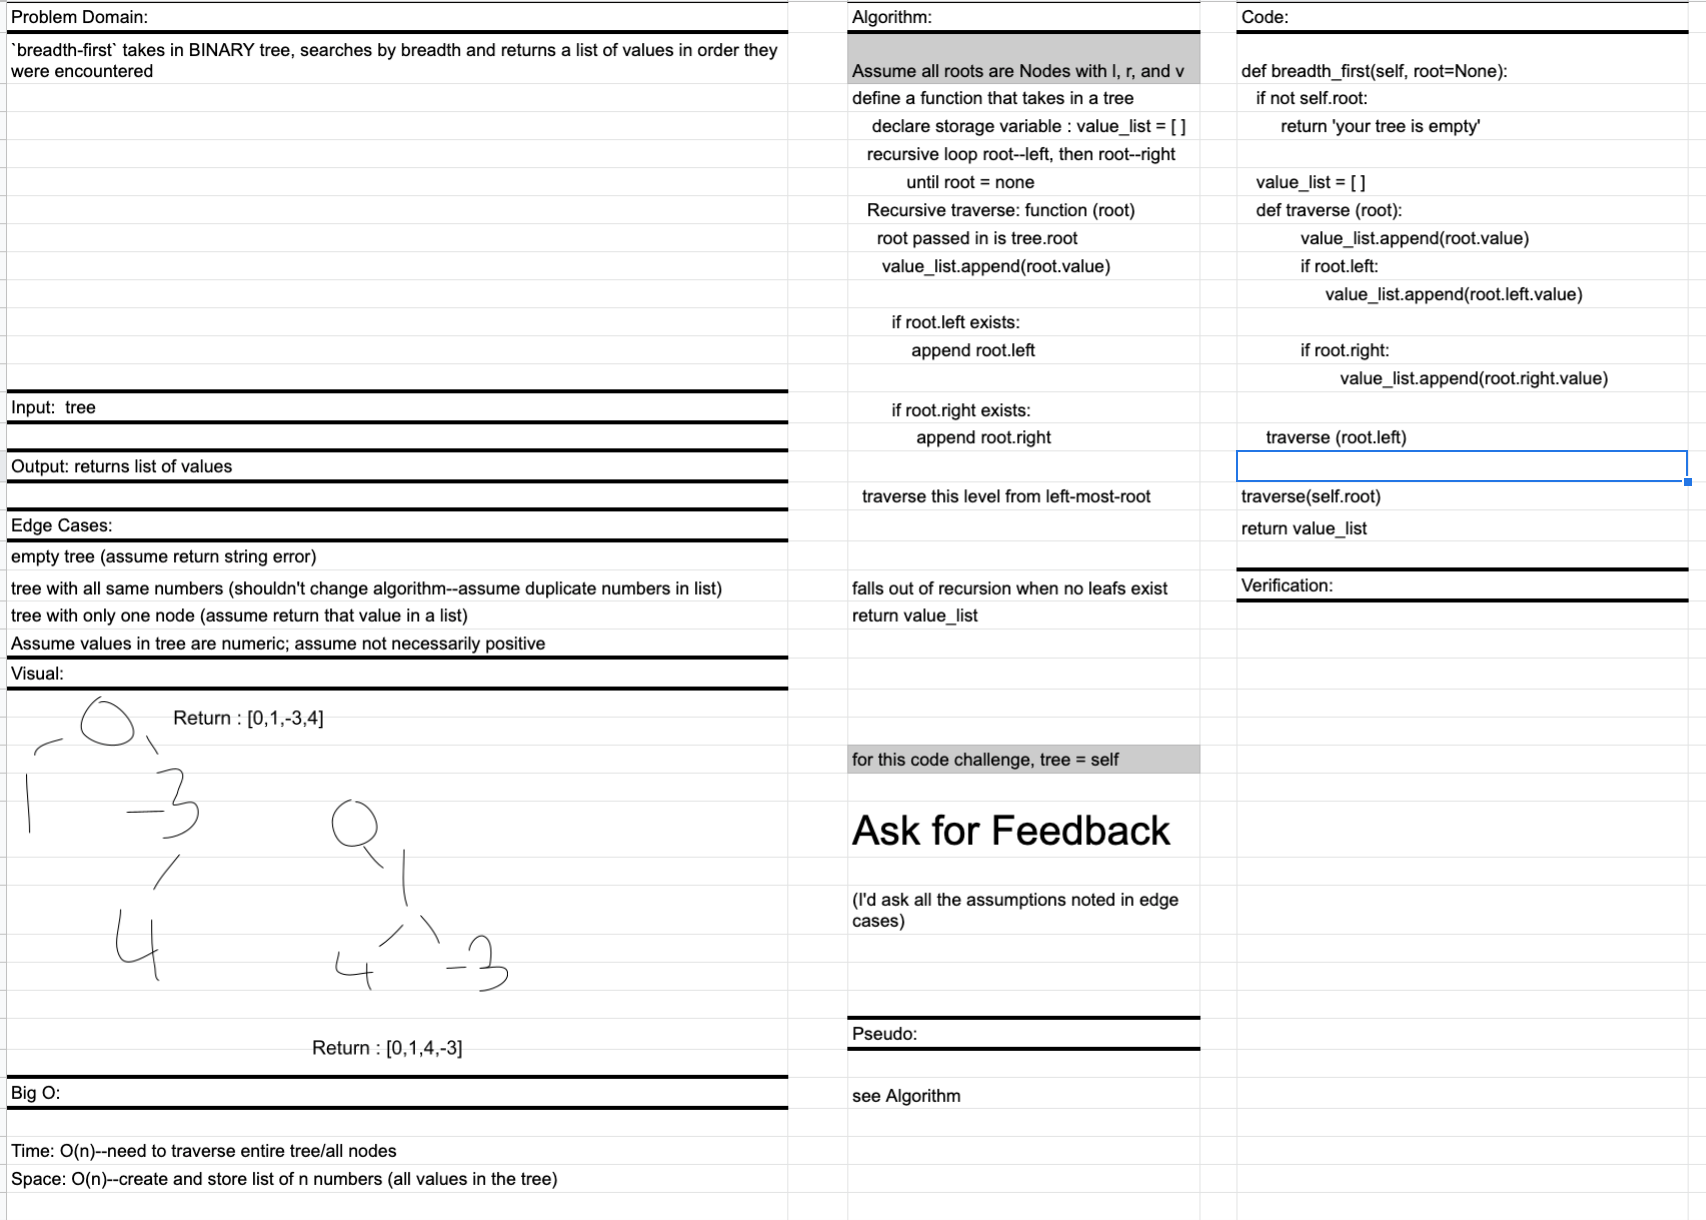 Problem Domain:
`breadth-first` takes in BINARY tree, searches by breadth and returns a list of values in order they
were encountered
Input:  tree
Output: returns list of values
Edge Cases:
empty tree (assume return string error)
tree with all same numbers (shouldn't change algorithm--assume duplicate numbers in list)
tree with only one node (assume return that value in a list)
Assume values in tree are numeric; assume not necessarily positive
Visual:
0
Return : [0,1,-3,4]
1 -3
4
0
1
4 -3
Return : [0,1,4,-3]
Big O:
Time: O(n)--need to traverse entire tree/all nodes
Space: O(n)--create and store list of n numbers (all values in the tree)
Algorithm:
Assume all roots are Nodes with l, r, and v
define a function that takes in a tree
declare storage variable : value_list = [ ]
recursive loop root--left, then root--right
until root = none
Recursive traverse: function (root)
root passed in is tree.root
value_list.append(root.value)
if root.left exists:
append root.left
if root.right exists:
append root.right
traverse this level from left-most-root
falls out of recursion when no leafs exist
return value_list
for this code challenge, tree = self
Ask for Feedback
(I'd ask all the assumptions noted in edge
cases)
Pseudo:
see Algorithm
Code:
def breadth_first(self, root=None):
if not self.root:
return 'your tree is empty'
value_list = [ ]
def traverse (root):
value_list.append(root.value)
if root.left:
value_list.append(root.left.value)
if root.right:
value_list.append(root.right.value)
traverse (root.left)
traverse(self.root)
return value_list
Verification: